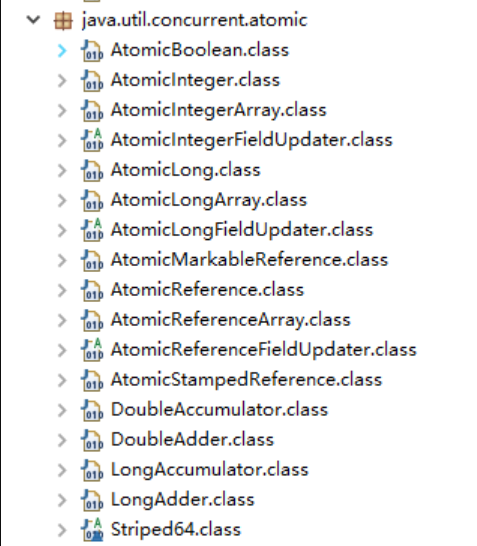 java.util.concurrent.atomic
AtomicBoolean.class
AtomicInteger.class
AtomicIntegerArray.class
AtomicIntegerFieldUpdater.class
AtomicLong.class
AtomicLongArray.class
AtomicLongFieldUpdater.class
AtomicMarkableReference.class
AtomicReference.class
AtomicReferenceArray.class
AtomicReferenceFieldUpdater.class
AtomicStampedReference.class
DoubleAccumulator.class
DoubleAdder.class
LongAccumulator.class
LongAdder.class
Striped64.class